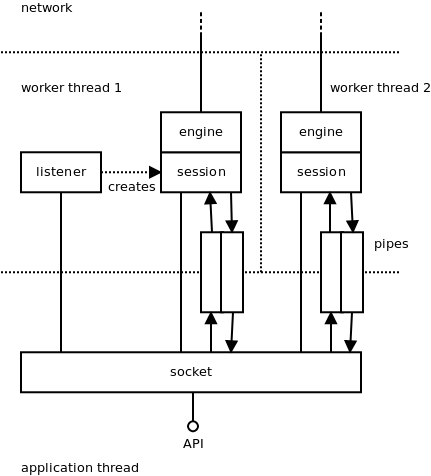 network
worker thread 1
worker thread 2
engine
engine
listener
session
session
creates
pipes
socket
API
application thread